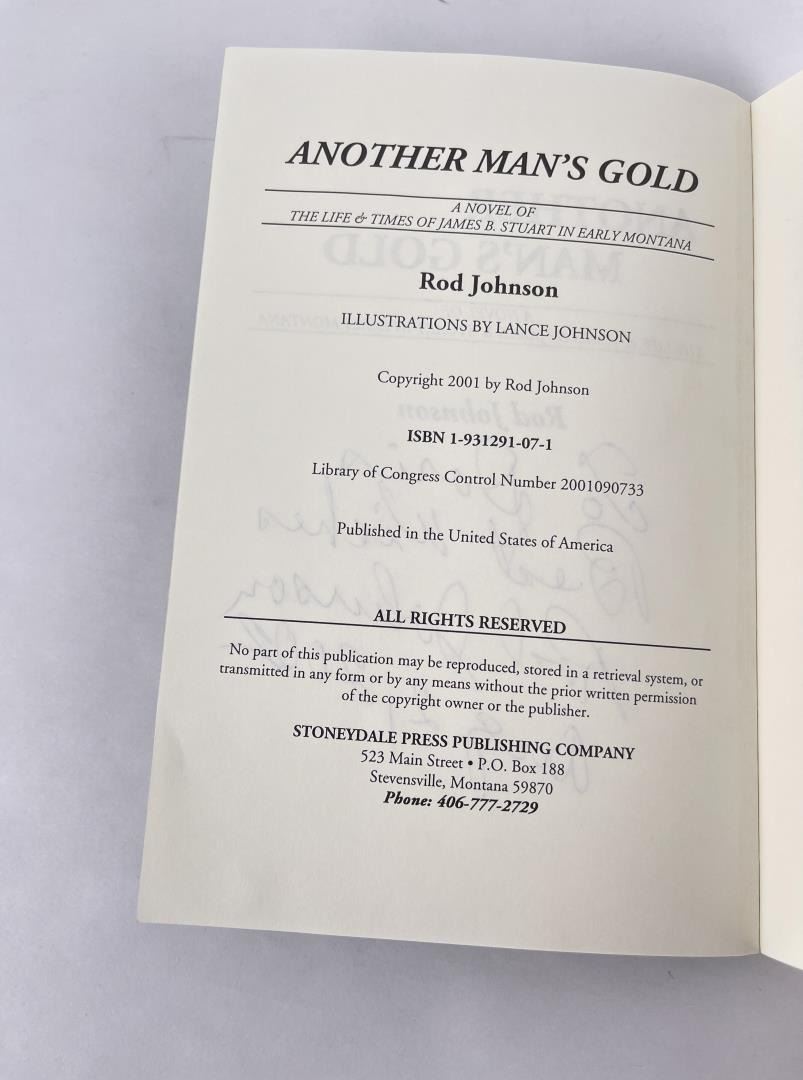 ANOTHER MAN'S GOLD
A NOVEL OF
THE LIFE & TIMES OF JAMES B. STUART IN EARLY MONTANA
Rod Johnson
ILLUSTRATIONS BY LANCE JOHNSON
Copyright 2001 by Rod Johnson
ISBN 1-931291-07-1
Library of Congress Control Number 2001090733
Published in the United States of America
ALL RIGHTS RESERVED
No part of this publication may be reproduced, stored in a retrieval system, or
transmitted in any form or by any means without the prior written permission
of the copyright owner or the publisher.
STONEYDALE PRESS PUBLISHING COMPANY
523 Main Street • P.O. Box 188
Stevensville, Montana 59870
Phone: 406-777-2729